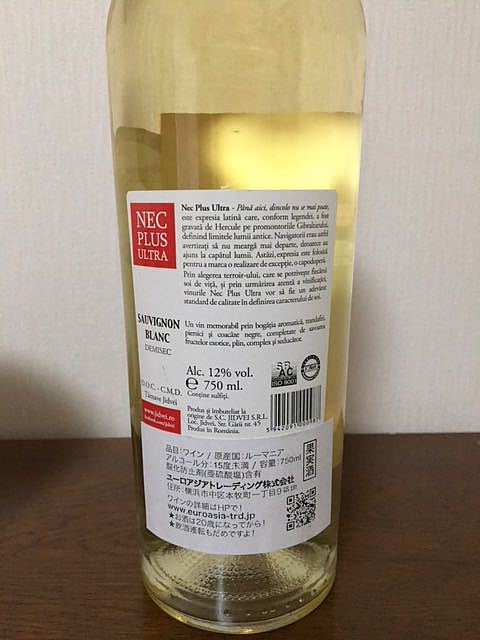 NEC
PLUS
ULTRA
Nec Plus Ultra - Până aici, dincolo nu se mai poate,
este expresia latină care, conform legendei, a fost
gravată de Hercule pe promontoriile Gibraltarului,
definind limitele lumii antice. Navigatorii erau astfel
avertizați să nu meargă mai departe, deoarece au
ajuns la capătul lumii. Astăzi, expresia este folosită
pentru a marca o realizare de excepție, o capodoperă.
Prin alegerea terroir-ului, care se potrivește fiecărui
soi de viță, și prin urmărirea atentă a vinificației,
vinurile Nec Plus Ultra vor să fie un adevărat
standard de calitate în definirea caracterului de soi.
SAUVIGNON
BLANC
DEMISEC
Un vin memorabil prin bogăția aromatică, trandafiri,
piersici și coacăze negre, completate de savoarea
fructelor exotice, plin, complex și seducător.
D.O.C. - C.M.D.
Târnave Jidvei
Alc. 12% vol.
e 750 ml.
Conține sulfiți.
AC
ISO 9001
www.jidvei.ro
facebook.com/jidvei
Produs și îmbuteliat la
origine de S.C. JIDVEI S.R.L.
Loc. Jidvei, Str. Gării nr. 45
Produs în România.
品名:ワイン / 原産国:ルーマニア
アルコール分:15度未満 / 容量:750ml
酸化防止剤(亜硫酸塩)含有
ユーロアジアトレーディング株式会社
住所:横浜市中区本牧町一丁目9番地
ワインの詳細はHPで!
www.euroasia-trd.jp
★お酒は20歳になってから!
★飲酒運転もだめですよ!
果実酒